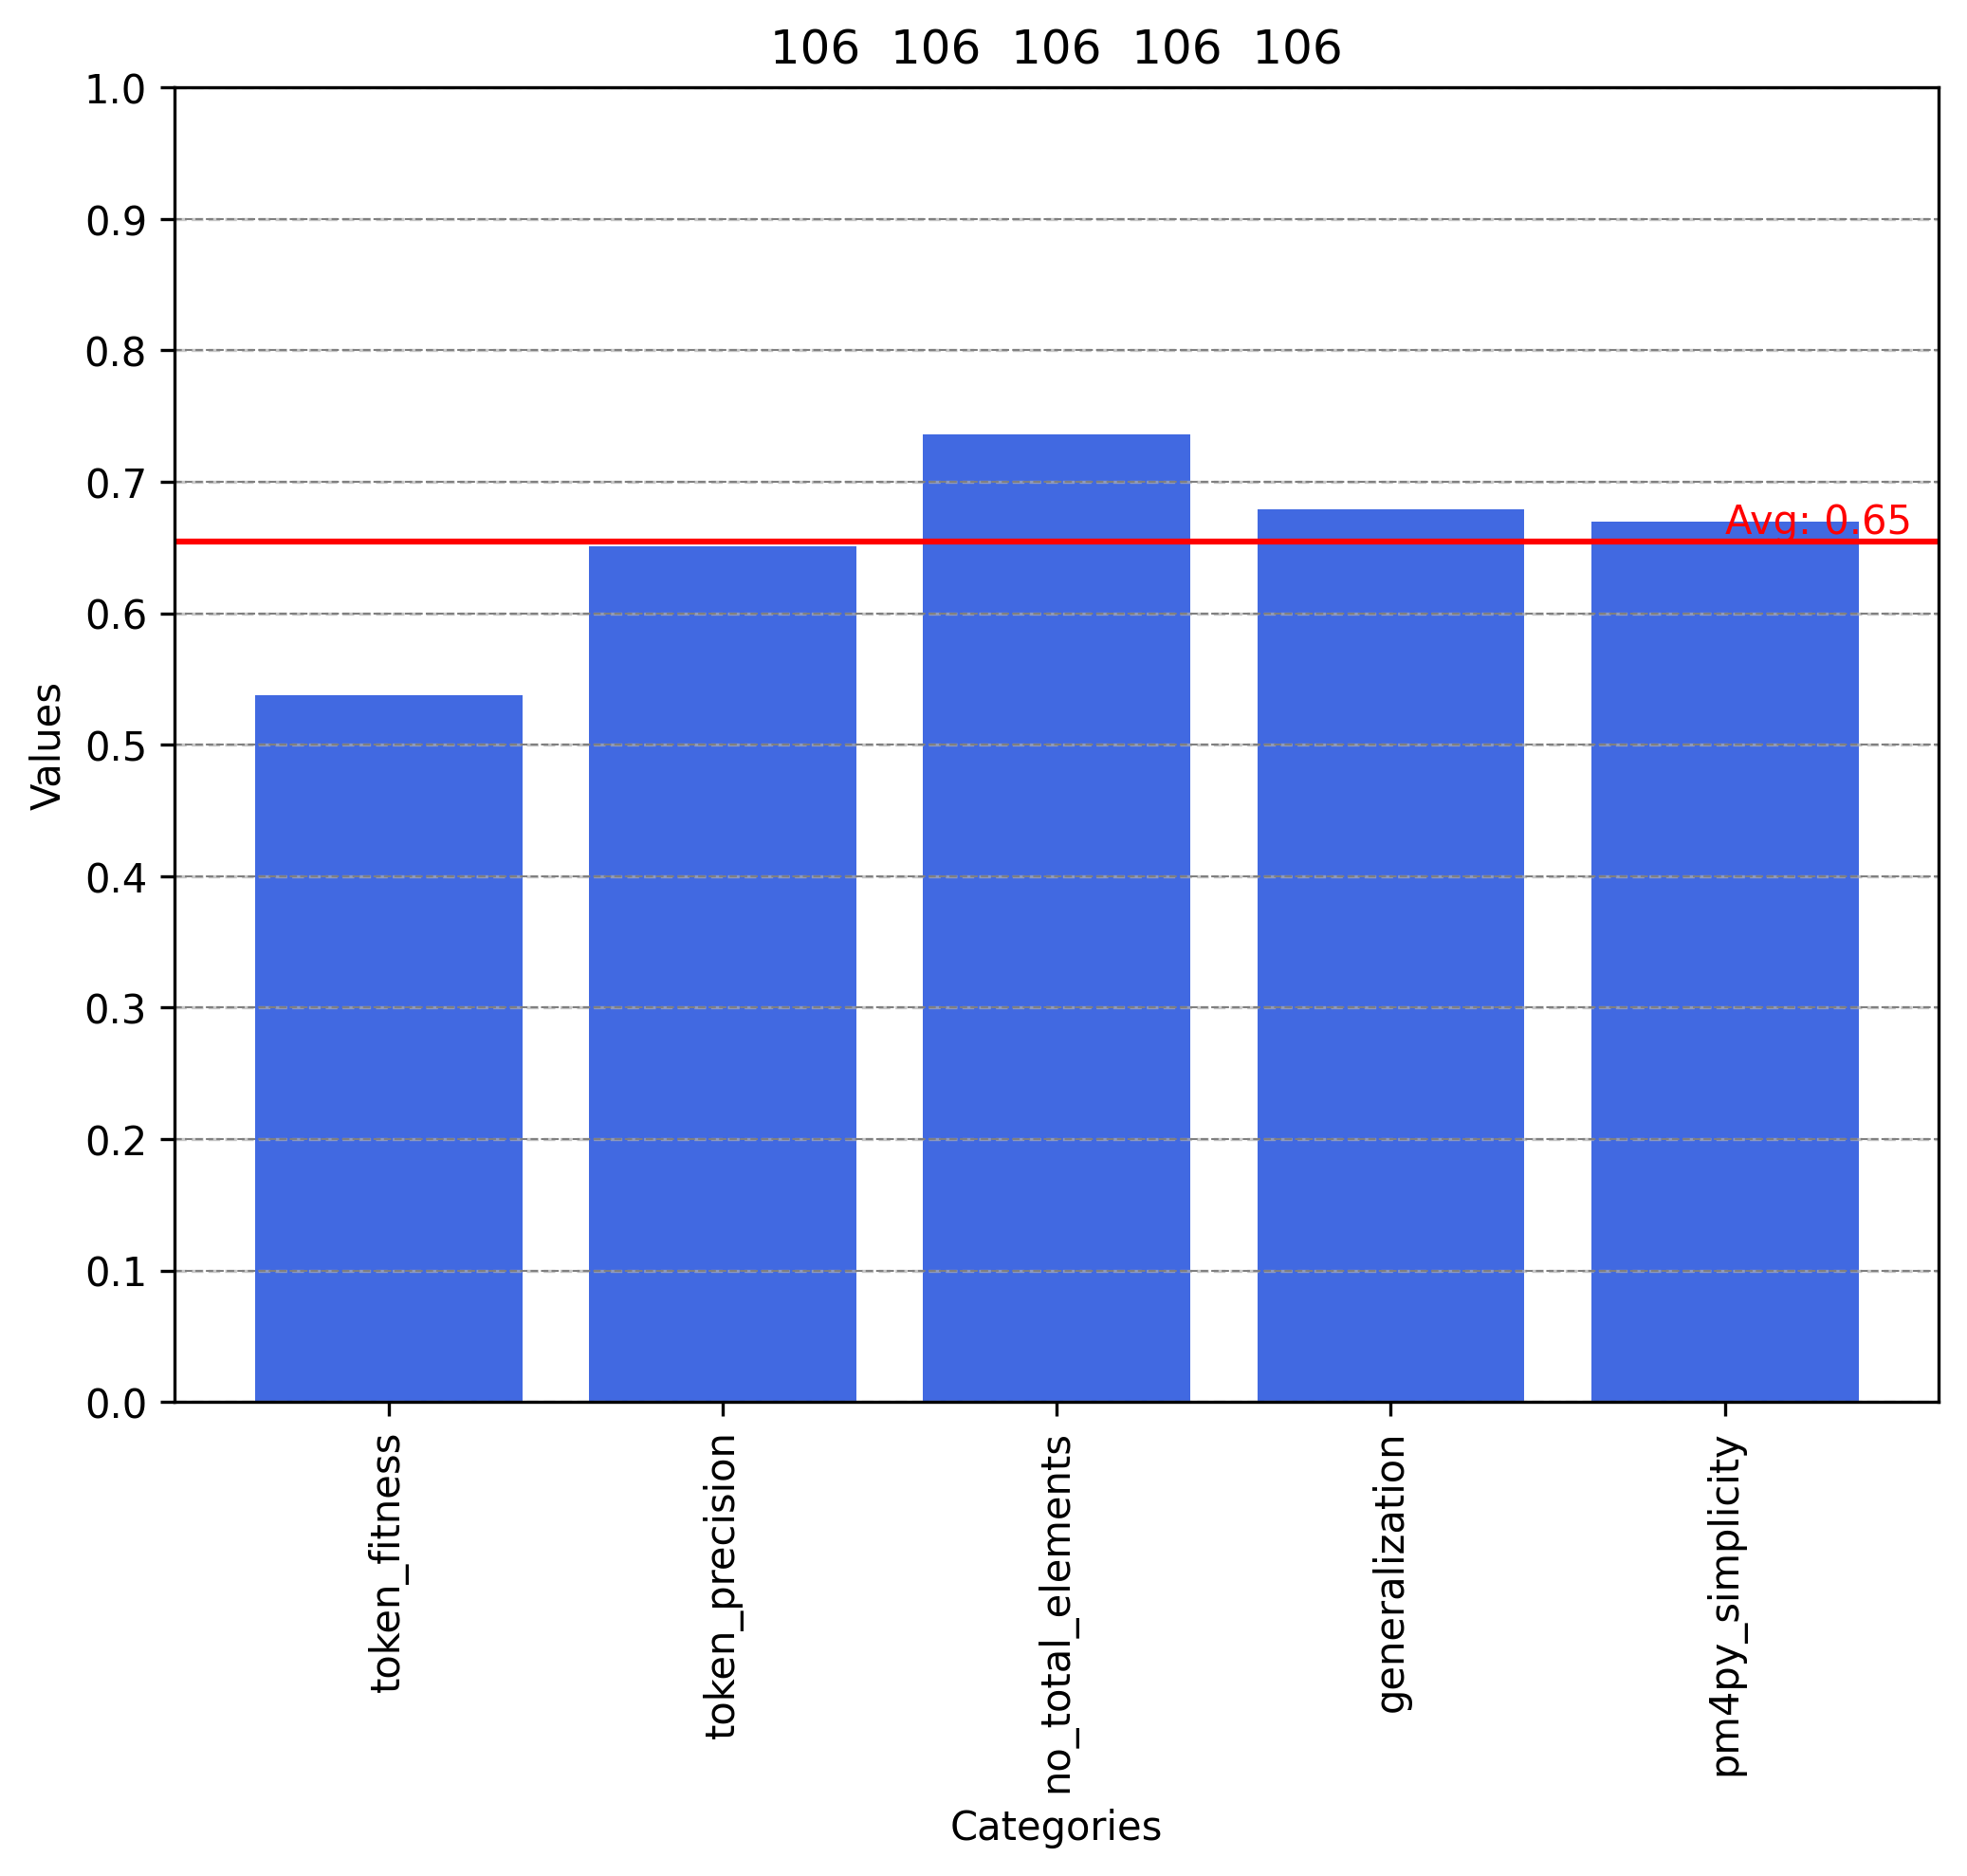 106 106 106 106 106
1.0
0.9
0.8
0.7
0.6
0.5
0.4
0.3
0.2
0.1
0.0
Values
Avg: 0.65
token_fitness
token_precision
no_total_elements
generalization
pm4py_simplicity
Categories